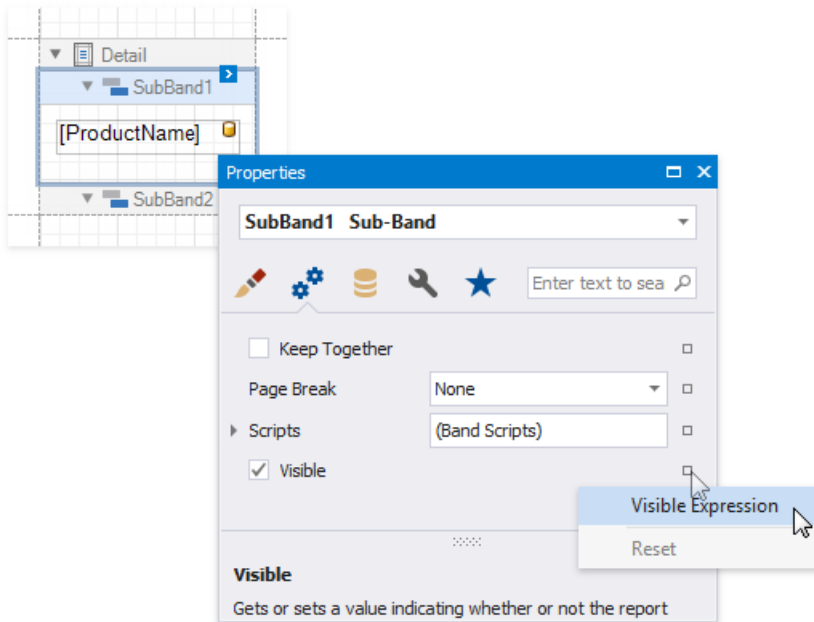 Detail
SubBand1
[ProductName]
SubBand2
Properties
SubBand1 Sub-Band
Enter text to sea
Keep Together
Page Break None
Scripts (Band Scripts)
Visible
Visible Expression
Reset
Visible
Gets or sets a value indicating whether or not the report